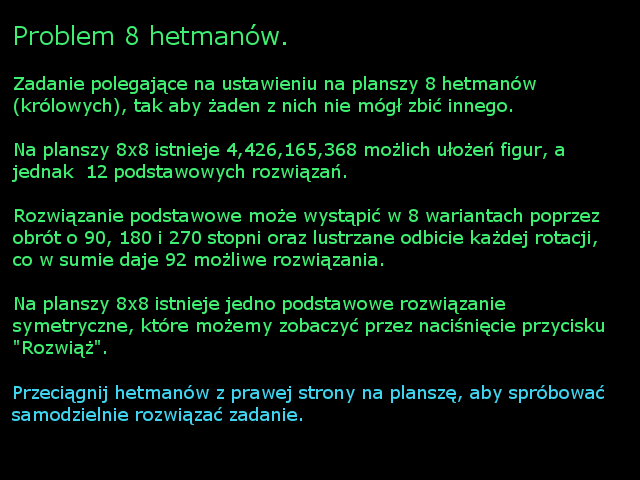 Problem 8 hetmanów.
Zadanie polegające na ustawieniu na planszy 8 hetmanów
(królowych), tak aby żaden z nich nie mógł zbić innego.
Na planszy 8x8 istnieje 4,426,165,368 możlich ułożeń figur, a
jednak  12 podstawowych rozwiązań.
Rozwiązanie podstawowe może wystąpić w 8 wariantach poprzez
obrót o 90, 180 i 270 stopni oraz lustrzane odbicie każdej rotacji,
co w sumie daje 92 możliwe rozwiązania.
Na planszy 8x8 istnieje jedno podstawowe rozwiązanie
symetryczne, które możemy zobaczyć przez naciśnięcie przycisku
"Rozwiąż".
Przeciągnij hetmanów z prawej strony na planszę, aby spróbować
samodzielnie rozwiązać zadanie.